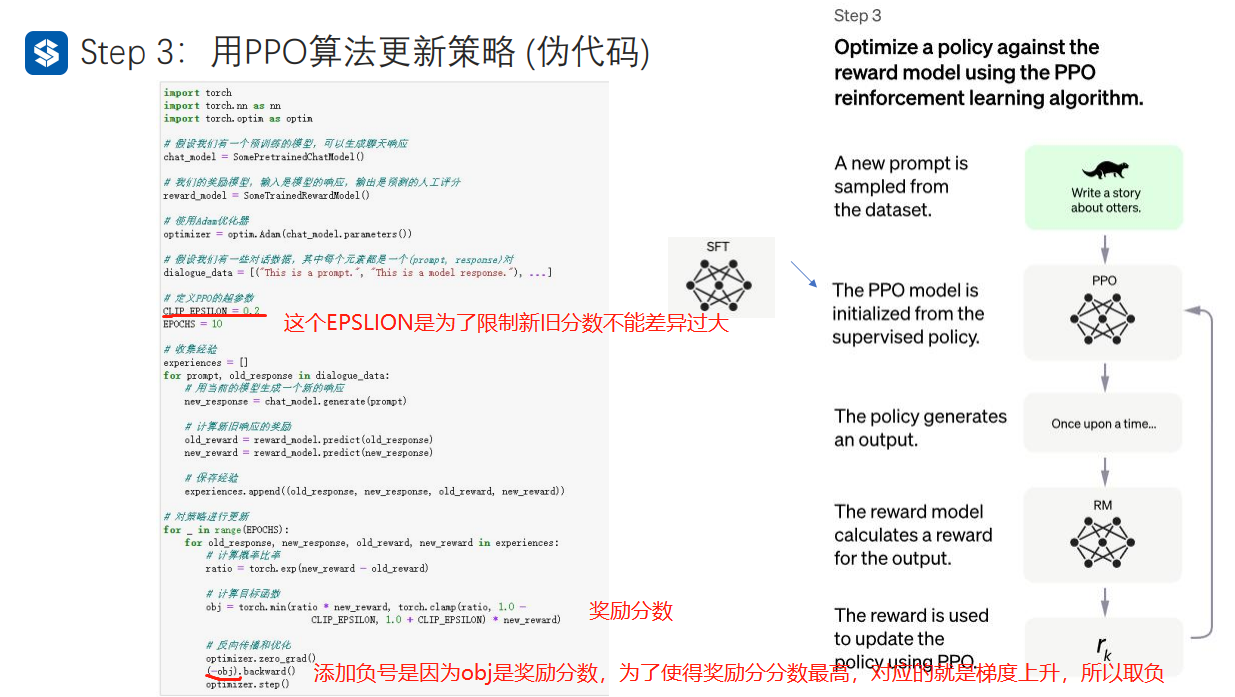 Step 3：用PPO算法更新策略 (伪代码)
import torch
import torch.nn as nn
import torch.optim as optim
# 假设我们有一个预训练的模型，可以生成聊天响应
chat_model = SomePretrainedChatModel()
# 我们的奖励模型，输入是模型的响应，输出是预测的人工评分
reward_model = SomeTrainedRewardModel()
# 使用Adam优化器
optimizer = optim.Adam(chat_model.parameters())
# 假设我们有一些对话数据，其中每个元素都是一个(prompt, response)对
dialogue_data = [("This is a prompt.", "This is a model response."), ...]
# 定义PPO的超参数
CLIP_EPSILON = 0.2
EPOCHS = 10
这个EPSLION是为了限制新旧分数不能差异过大
# 收集经验
experiences = []
for prompt, old_response in dialogue_data:
# 用当前的模型生成一个新的响应
new_response = chat_model.generate(prompt)
# 计算新旧响应的奖励
old_reward = reward_model.predict(old_response)
new_reward = reward_model.predict(new_response)
# 保存经验
experiences.append((old_response, new_response, old_reward, new_reward))
# 对策略进行更新
for _ in range(EPOCHS):
for old_response, new_response, old_reward, new_reward in experiences:
# 计算概率比率
ratio = torch.exp(new_reward - old_reward)
# 计算目标函数
obj = torch.min(ratio * new_reward, torch.clamp(ratio, 1.0 -
CLIP_EPSILON, 1.0 + CLIP_EPSILON) * new_reward)
奖励分数
# 反向传播和优化
optimizer.zero_grad()
(-obj).backward()
optimizer.step()
添加负号是因为obj是奖励分数，为了使得奖励分分数最高，对应的就是梯度上升，所以取负
SFT
Step 3
Optimize a policy against the
reward model using the PPO
reinforcement learning algorithm.
A new prompt is
sampled from
the dataset.
Write a story
about otters.
The PPO model is
initialized from the
supervised policy.
PPO
The policy generates
an output.
Once upon a time...
The reward model
calculates a reward
for the output.
RM
The reward is used
to update the
policy using PPO.
rk